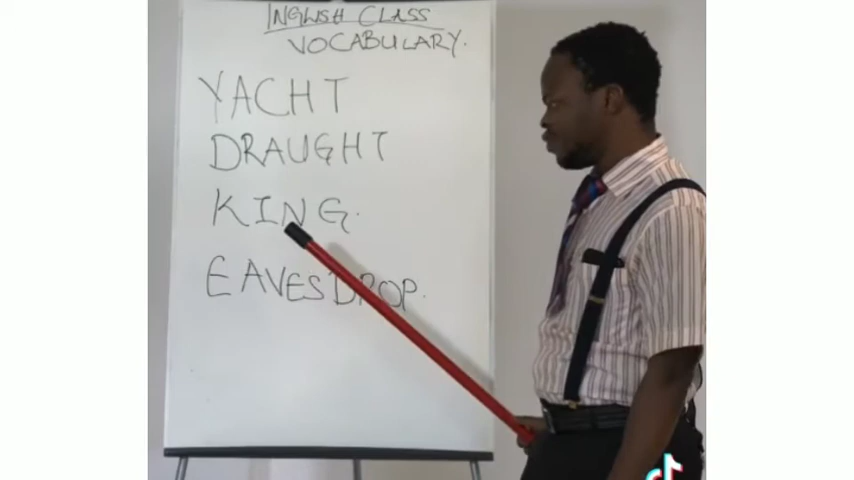 INGLISH CLASS
VOCABULARY.
YACHT
DRAUGHT
KING.
EAVESDROP.